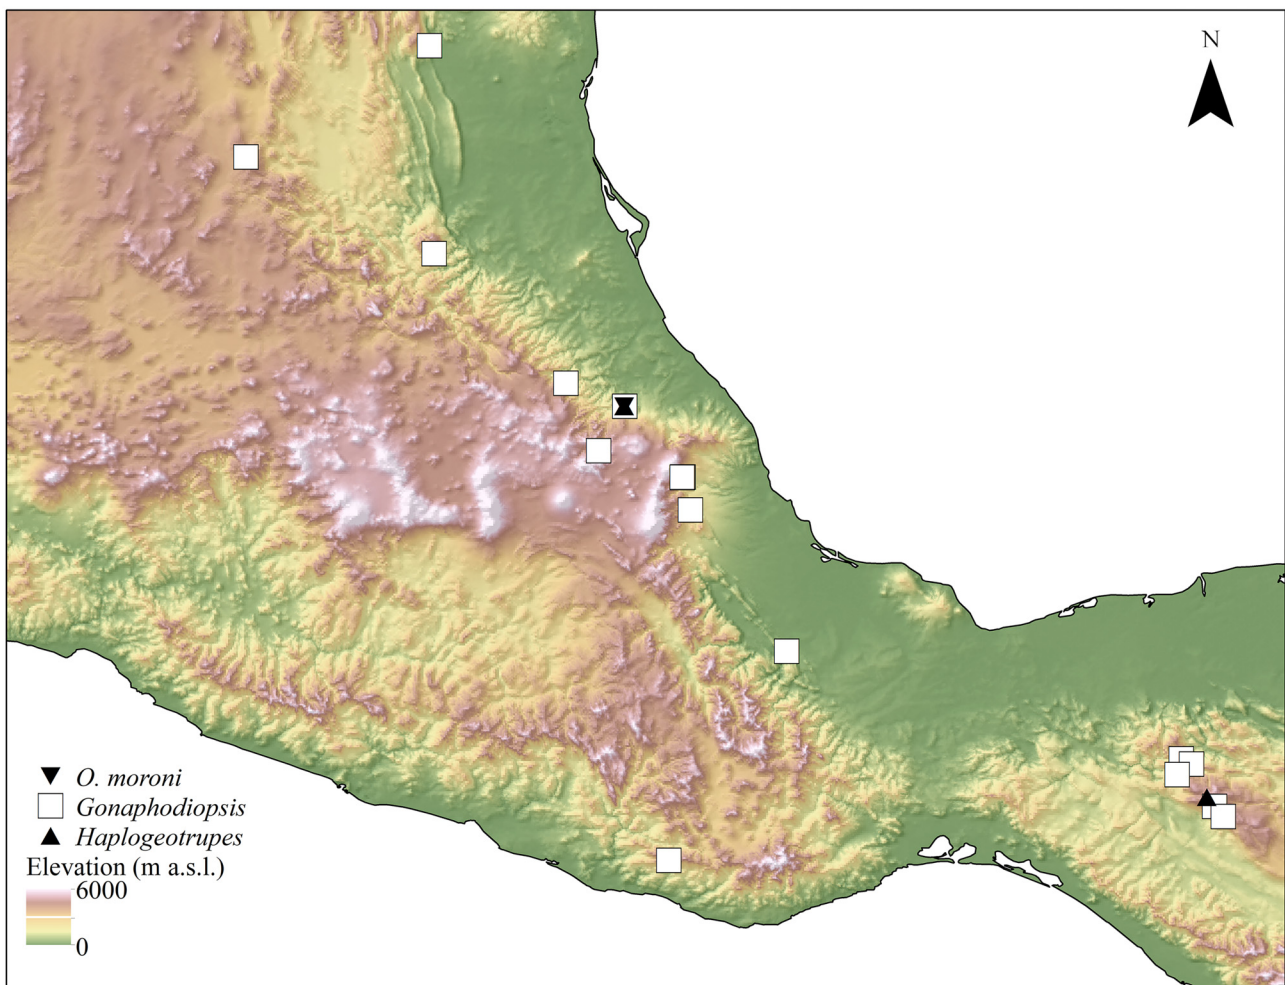 N
O. moroni
Gonaphodiopsis
Haplogeotrupes
Elevation (m a.s.l.)
6000
0